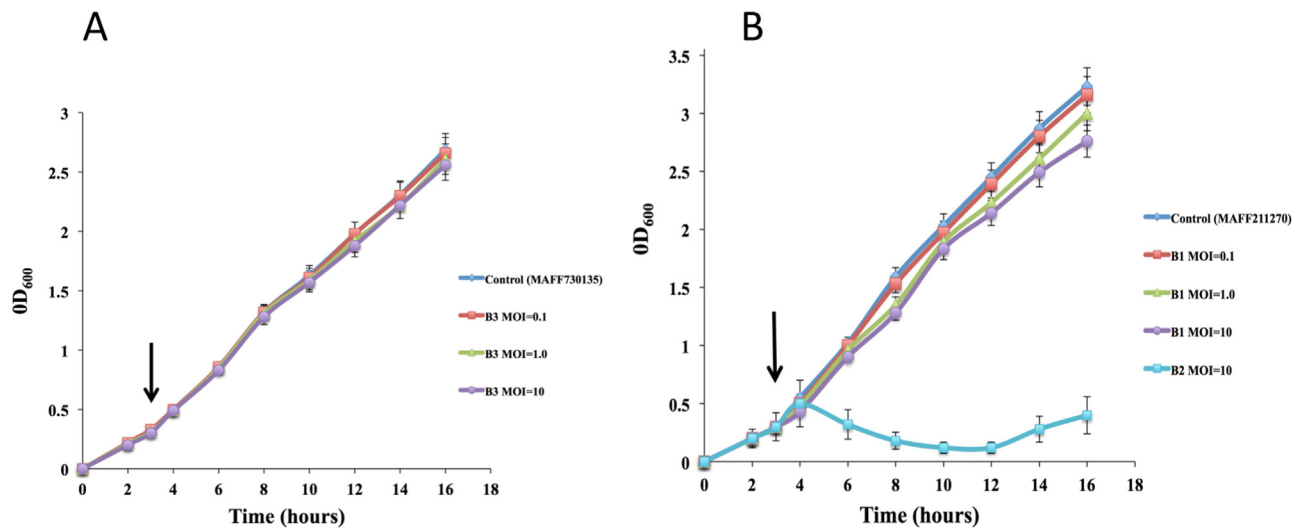 A
3
2.5
2
1.5
1
0.5
0
0D600
0 2 4 6 8 10 12 14 16 18
Time (hours)
Control (MAFF730135)
B3 MOI=0.1
B3 MOI=1.0
B3 MOI=10
B
3.5
3
2.5
2
1.5
1
0.5
0
0D600
0 2 4 6 8 10 12 14 16 18
Time (hours)
Control (MAFF211270)
B1 MOI=0.1
B1 MOI=1.0
B1 MOI=10
B2 MOI=10